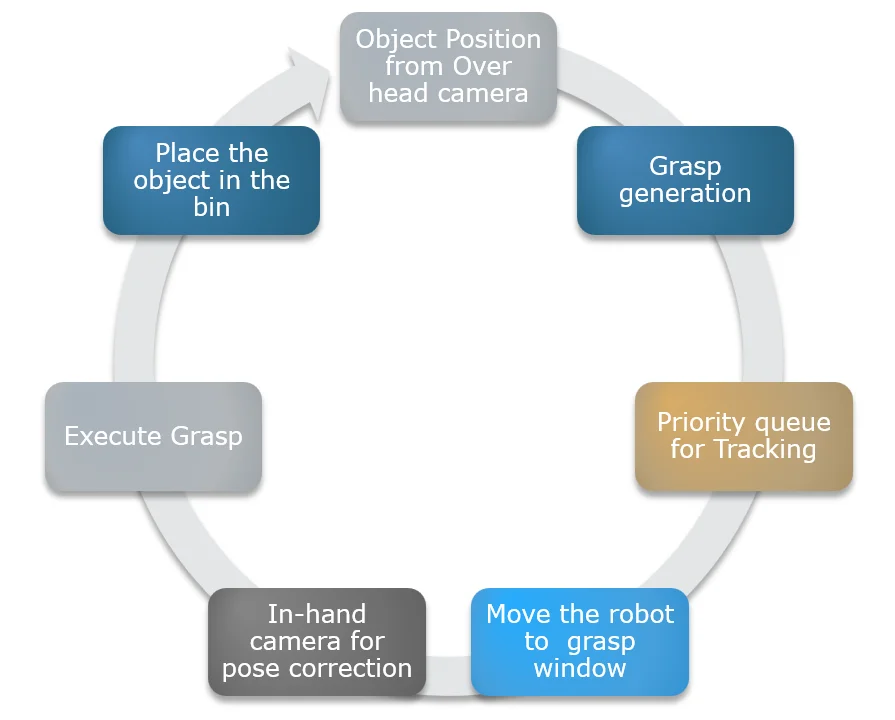 Object Position
from Over
head camera
Grasp
generation
Priority queue
for Tracking
Move the robot
to  grasp
window
In-hand
camera for
pose correction
Execute Grasp
Place the
object in the
bin